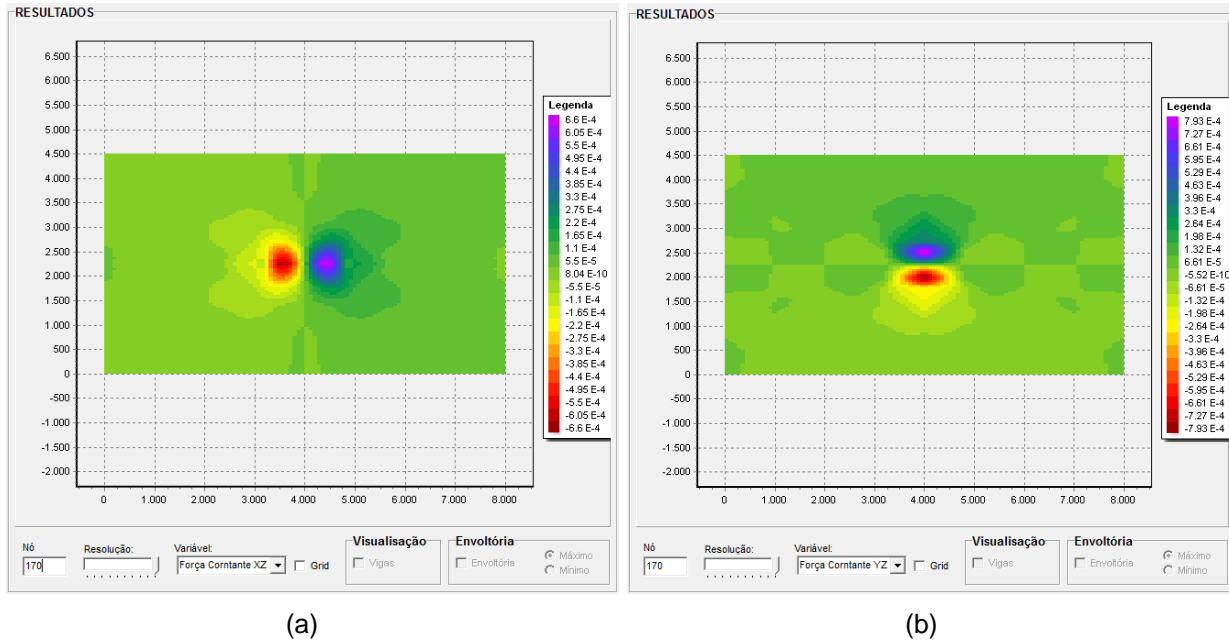 RESULTADOS
6.500
6.000
5.500
5.000
4.500
4.000
3.500
3.000
2.500
2.000
1.500
1.000
500
0
-500
-1.000
-1.500
-2.000
0 1.000 2.000 3.000 4.000 5.000 6.000 7.000 8.000
Legenda
6.6 E-4
6.05 E-4
5.5 E-4
4.95 E-4
4.4 E-4
3.85 E-4
3.3 E-4
2.75 E-4
2.2 E-4
1.65 E-4
1.1 E-4
5.5 E-5
8.04 E-10
-5.5 E-5
-1.1 E-4
-1.65 E-4
-2.2 E-4
-2.75 E-4
-3.3 E-4
-3.85 E-4
-4.4 E-4
-4.95 E-4
-5.5 E-4
-6.05 E-4
-6.6 E-4
Nó
170
Resolução:
Variável:
Força Corntante XZ
Grid
Visualisação
Vigas
Envoltória
Envoltória
Máximo
Mínimo
(a)
RESULTADOS
6.500
6.000
5.500
5.000
4.500
4.000
3.500
3.000
2.500
2.000
1.500
1.000
500
0
-500
-1.000
-1.500
-2.000
0 1.000 2.000 3.000 4.000 5.000 6.000 7.000 8.000
Legenda
7.93 E-4
7.27 E-4
6.61 E-4
5.95 E-4
5.29 E-4
4.63 E-4
3.96 E-4
3.3 E-4
2.64 E-4
1.98 E-4
1.32 E-4
6.61 E-5
-5.52 E-10
-6.61 E-5
-1.32 E-4
-1.98 E-4
-2.64 E-4
-3.3 E-4
-3.96 E-4
-4.63 E-4
-5.29 E-4
-5.95 E-4
-6.61 E-4
-7.27 E-4
-7.93 E-4
Nó
170
Resolução:
Variável:
Força Corntante YZ
Grid
Visualisação
Vigas
Envoltória
Envoltória
Máximo
Mínimo
(b)